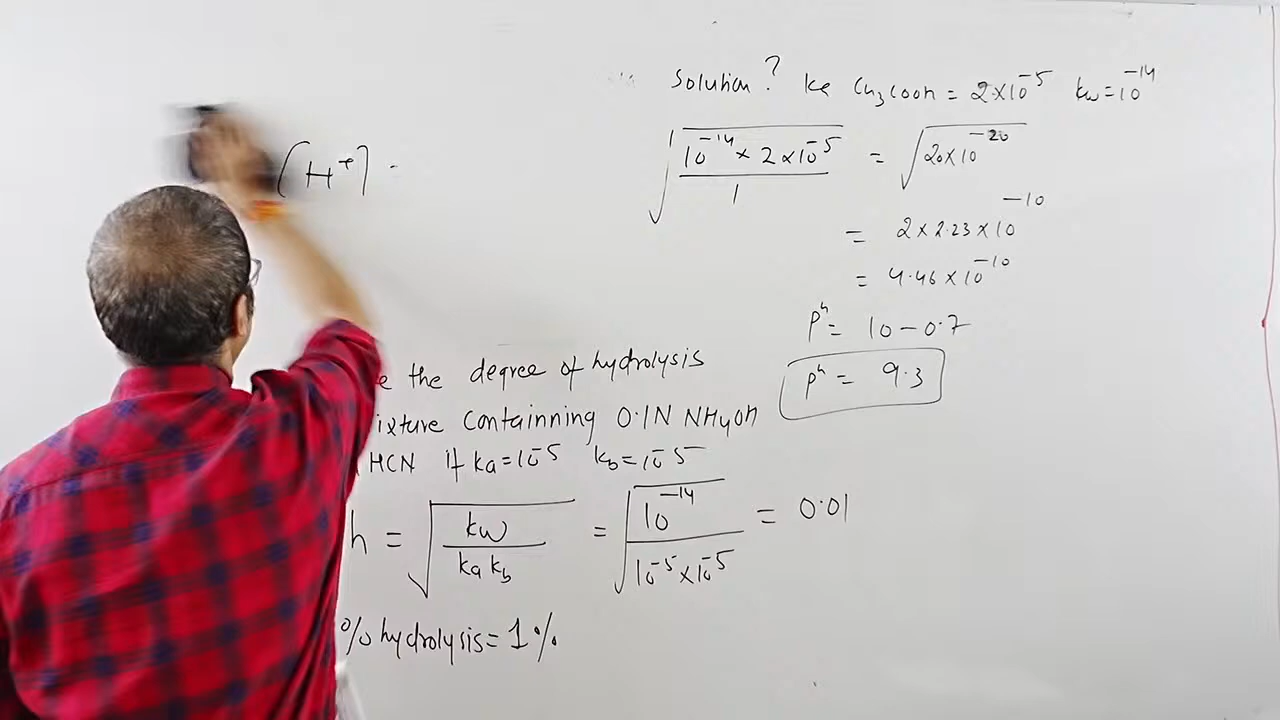 Solution? Ka CH3COOH = 2×10^-5 kw=10^-14
[H+] =
√(10^-14 × 2×10^-5 / 1) = √(20×10^-20)
= 2×2.23×10^-10
= 4.46×10^-10
pH= 10-0.7
pH= 9.3
the degree of hydrolysis
ixture Containning 0.1N NH4OH
HCN if ka=10^-5 kb=10^-5
h = √(kw / ka kb) = √(10^-14 / 10^-5×10^-5) = 0.01
% hydrolysis= 1%